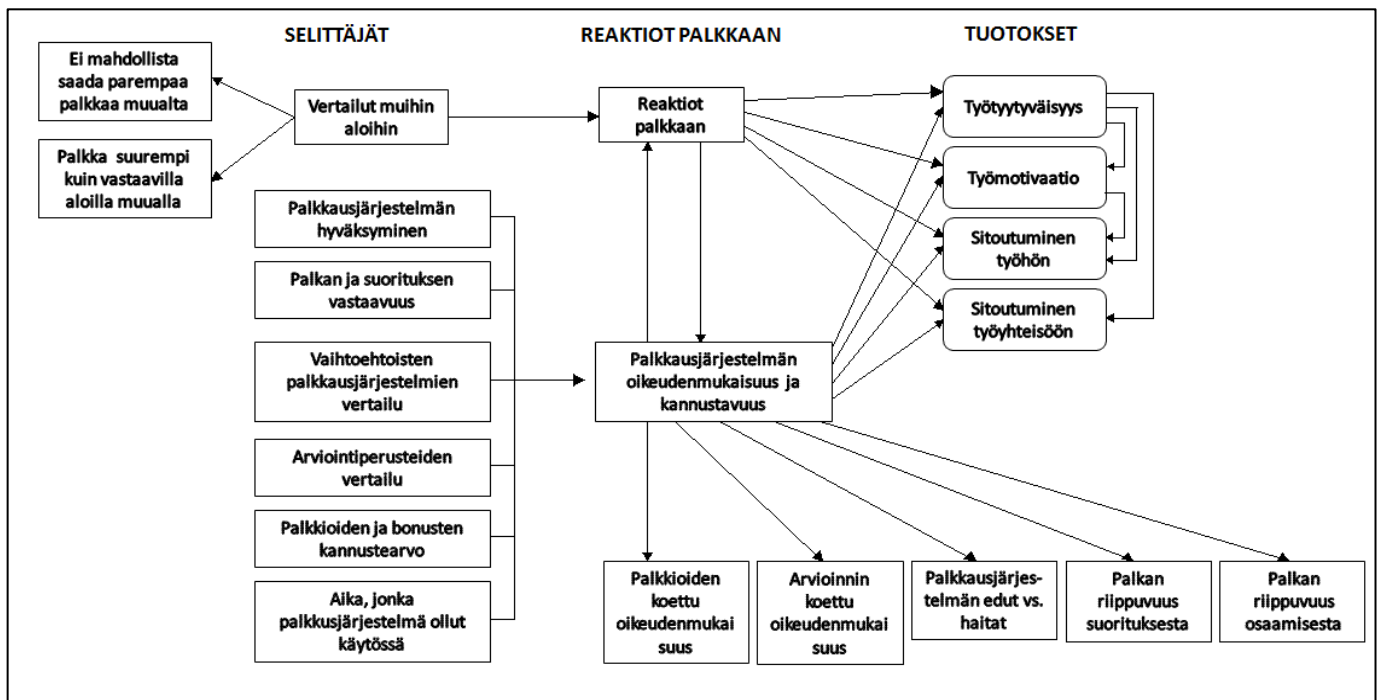 SELITTÄJÄT
REAKTIOT PALKKAAN
TUOTOKSET
Ei mahdollista
saada parempaa
palkkaa muualta
Palkka suurempi
kuin vastaavilla
aloilla muualla
Vertailut muihin
aloihin
Reaktiot
palkkaan
Työtyytyväisyys
Työmotivaatio
Sitoutuminen
työhön
Sitoutuminen
työyhteisöön
Palkkausjärjestelmän
hyväksyminen
Palkan ja suorituksen
vastaavuus
Vaihtoehtoisten
palkkausjärjestelmien
vertailu
Arviointiperusteiden
vertailu
Palkkioiden ja bonusten
kannustearvo
Aika, jonka
palkkusjärjestelmä ollut
käytössä
Palkkausjärjestelmän
oikeudenmukaisuus ja
kannustavuus
Palkkioiden
koettu
oikeudenmukai
suus
Arvioinnin
koettu
oikeudenmukai
suus
Palkkausjärjes-
telmän edut vs.
haitat
Palkan
riippuvuus
suorituksesta
Palkan
riippuvuus
osaamisesta